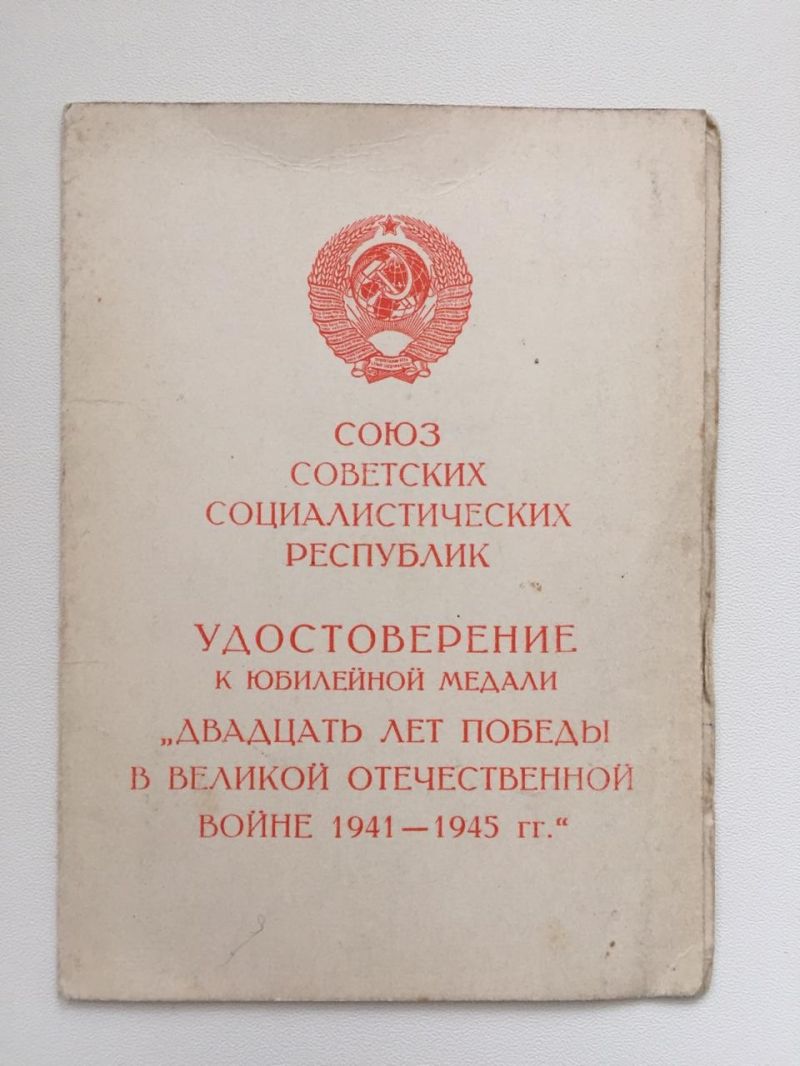 СОЮЗ
СОВЕТСКИХ
СОЦИАЛИСТИЧЕСКИХ
РЕСПУБЛИК
УДОСТОВЕРЕНИЕ
К ЮБИЛЕЙНОЙ МЕДАЛИ
„ДВАДЦАТЬ ЛЕТ ПОБЕДЫ
В ВЕЛИКОЙ ОТЕЧЕСТВЕННОЙ
ВОЙНЕ 1941—1945 гг.“